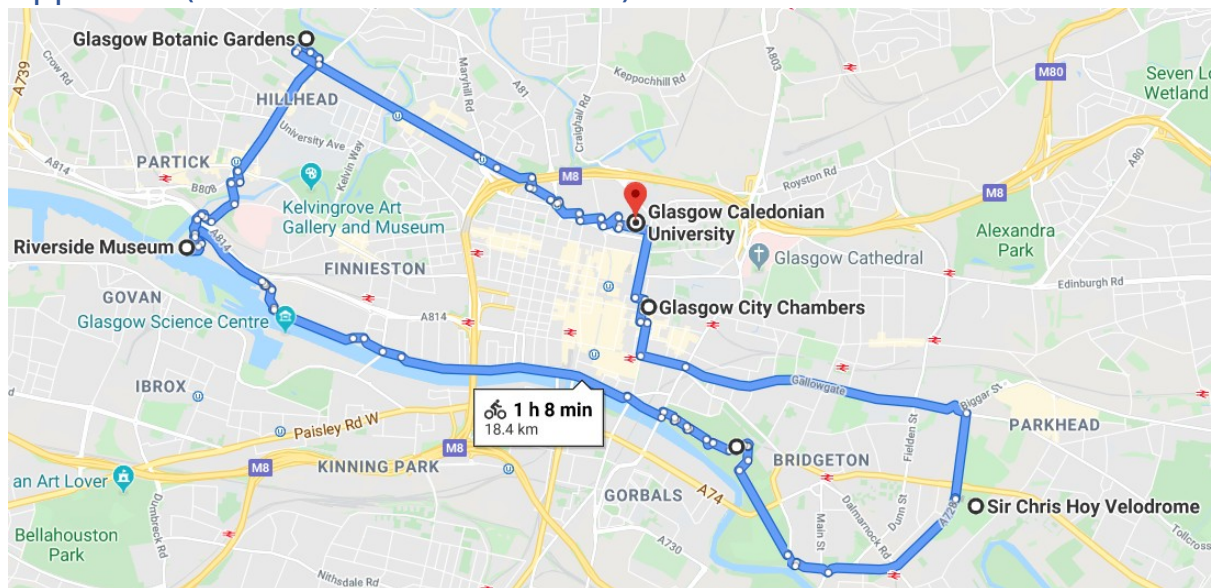 Glasgow Botanic Gardens
A739
Crow Rd
HILLHEAD
Maryhill Rd
A81
Keppochhill Rd
Craighall Rd
A803
M80
Seven Lo
Wetland
A80
A814
PARTICK
University Ave
Kelvin Way
M8
Royston Rd
M8
Kelvingrove Art
Gallery and Museum
Glasgow Caledonian
University
Alexandra
Park
Riverside Museum
A814
FINNIESTON
Glasgow Cathedral
Edinburgh Rd
GOVAN
Glasgow Science Centre
A814
Glasgow City Chambers
IBROX
1 h 8 min
18.4 km
Gallowgate
Biggar St
PARKHEAD
Paisley Rd W
M8
M8
KINNING PARK
BRIDGETON
Fielden St
an Art Lover
Dumbreck Rd
GORBALS
A74
Main St
Dalmarnock Rd
Dunn St
A728
Sir Chris Hoy Velodrome
Bellahouston
Park
A730
Tollcross
Nithsdale Rd